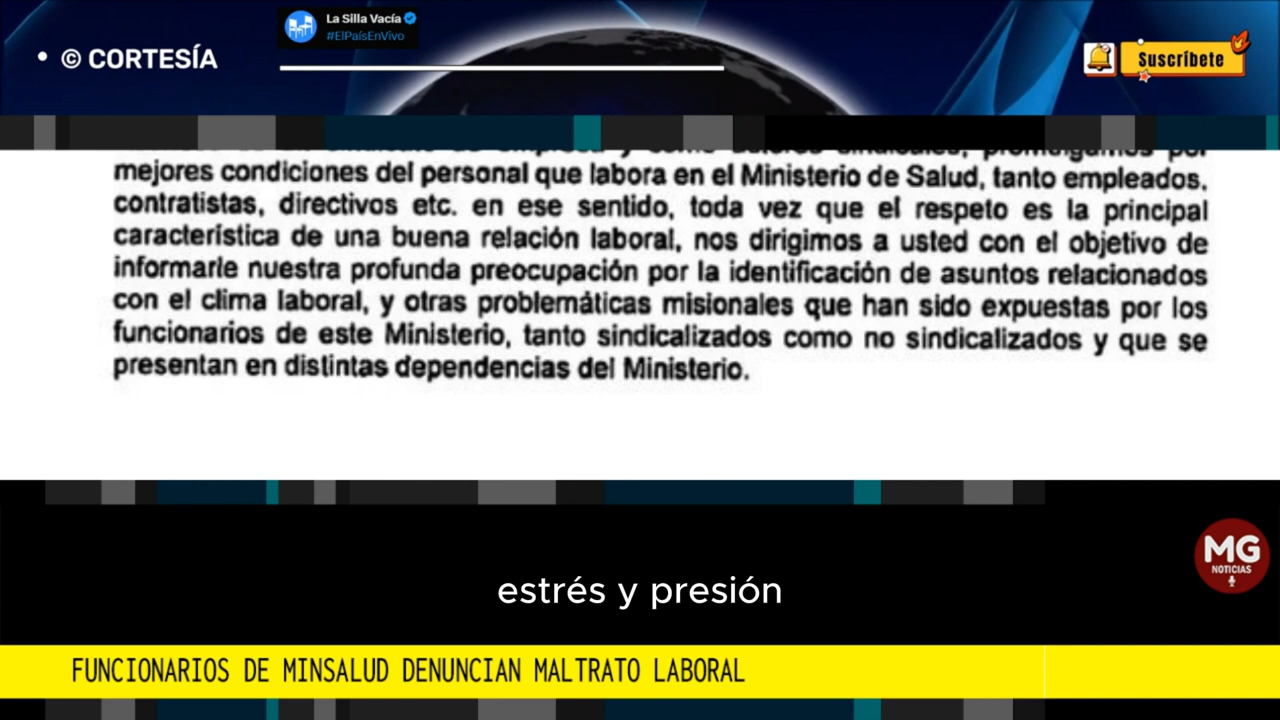 La Silla Vacía
#ElPaísEnVivo
• © CORTESÍA
Suscríbete
mejores condiciones del personal que labora en el Ministerio de Salud, tanto empleados,
contratistas, directivos etc. en ese sentido, toda vez que el respeto es la principal
característica de una buena relación laboral, nos dirigimos a usted con el objetivo de
informarle nuestra profunda preocupación por la identificación de asuntos relacionados
con el clima laboral, y otras problemáticas misionales que han sido expuestas por los
funcionarios de este Ministerio, tanto sindicalizados como no sindicalizados y que se
presentan en distintas dependencias del Ministerio.
MG
NOTICIAS
estrés y presión
FUNCIONARIOS DE MINSALUD DENUNCIAN MALTRATO LABORAL